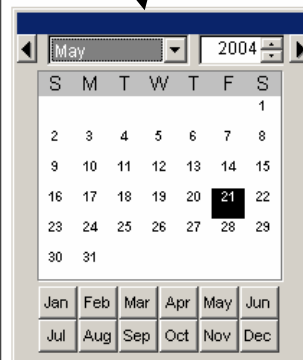 May 2004
S M T W T F S
1
2 3 4 5 6 7 8
9 10 11 12 13 14 15
16 17 18 19 20 21 22
23 24 25 26 27 28 29
30 31
Jan Feb Mar Apr May Jun
Jul Aug Sep Oct Nov Dec